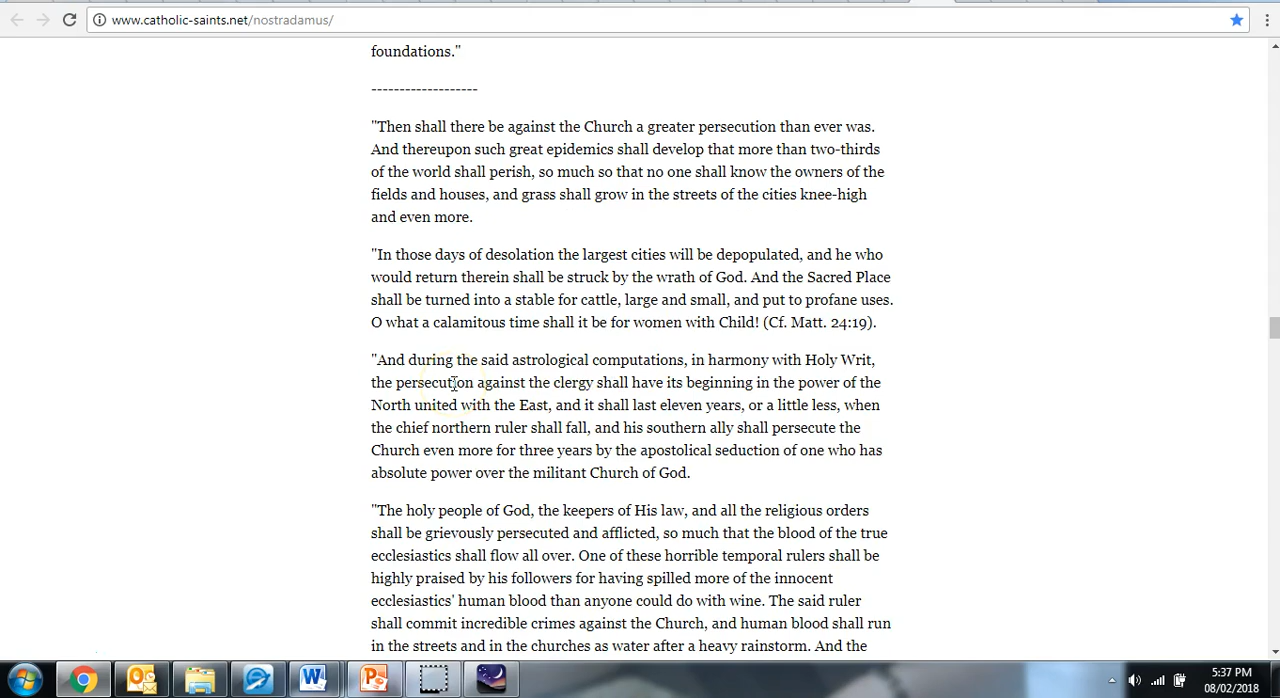 www.catholic-saints.net/nostradamus/
foundations."
-------------------
"Then shall there be against the Church a greater persecution than ever was.
And thereupon such great epidemics shall develop that more than two-thirds
of the world shall perish, so much so that no one shall know the owners of the
fields and houses, and grass shall grow in the streets of the cities knee-high
and even more.
"In those days of desolation the largest cities will be depopulated, and he who
would return therein shall be struck by the wrath of God. And the Sacred Place
shall be turned into a stable for cattle, large and small, and put to profane uses.
O what a calamitous time shall it be for women with Child! (Cf. Matt. 24:19).
"And during the said astrological computations, in harmony with Holy Writ,
the persecution against the clergy shall have its beginning in the power of the
North united with the East, and it shall last eleven years, or a little less, when
the chief northern ruler shall fall, and his southern ally shall persecute the
Church even more for three years by the apostolical seduction of one who has
absolute power over the militant Church of God.
"The holy people of God, the keepers of His law, and all the religious orders
shall be grievously persecuted and afflicted, so much that the blood of the true
ecclesiastics shall flow all over. One of these horrible temporal rulers shall be
highly praised by his followers for having spilled more of the innocent
ecclesiastics' human blood than anyone could do with wine. The said ruler
shall commit incredible crimes against the Church, and human blood shall run
in the streets and in the churches as water after a heavy rainstorm. And the
5:37 PM
08/02/2018